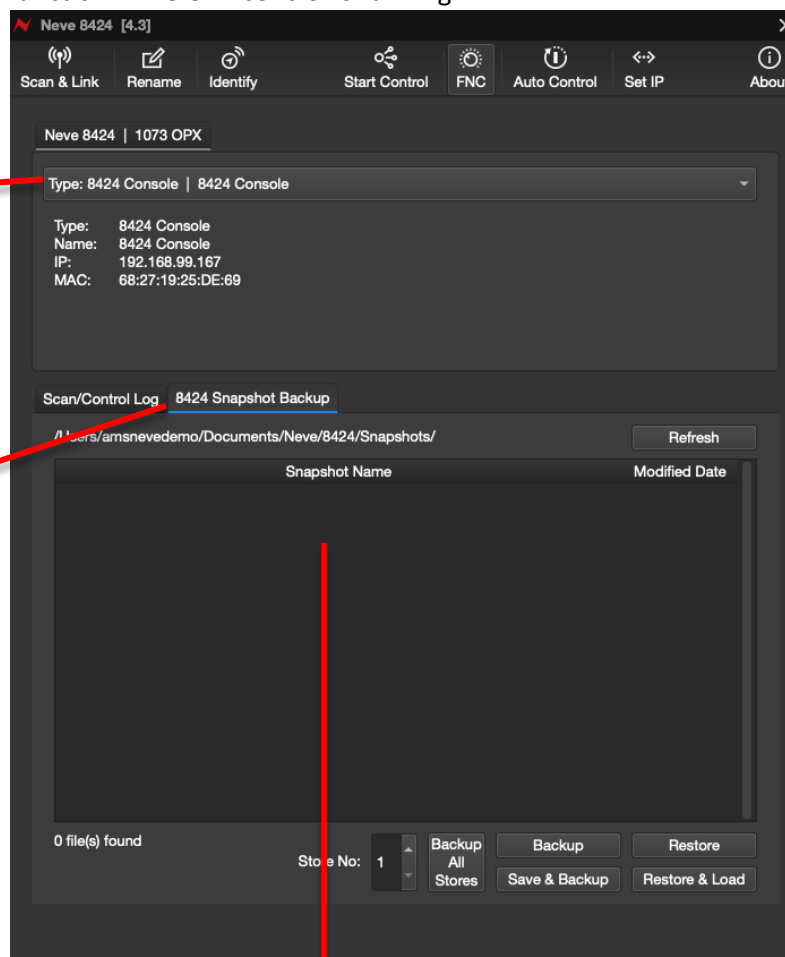 Neve 8424 [4.3]
Scan & Link Rename Identify Start Control FNC Auto Control Set IP Abou
Neve 8424 | 1073 OPX
Type: 8424 Console | 8424 Console
Type: 8424 Console
Name: 8424 Console
IP: 192.168.99.167
MAC: 68:27:19:25:DE:69
Scan/Control Log 8424 Snapshot Backup
/Users/amsnevedemo/Documents/Neve/8424/Snapshots/ Refresh
Snapshot Name Modified Date
0 file(s) found
Store No: 1
Backup All Stores
Backup Restore
Save & Backup Restore & Load